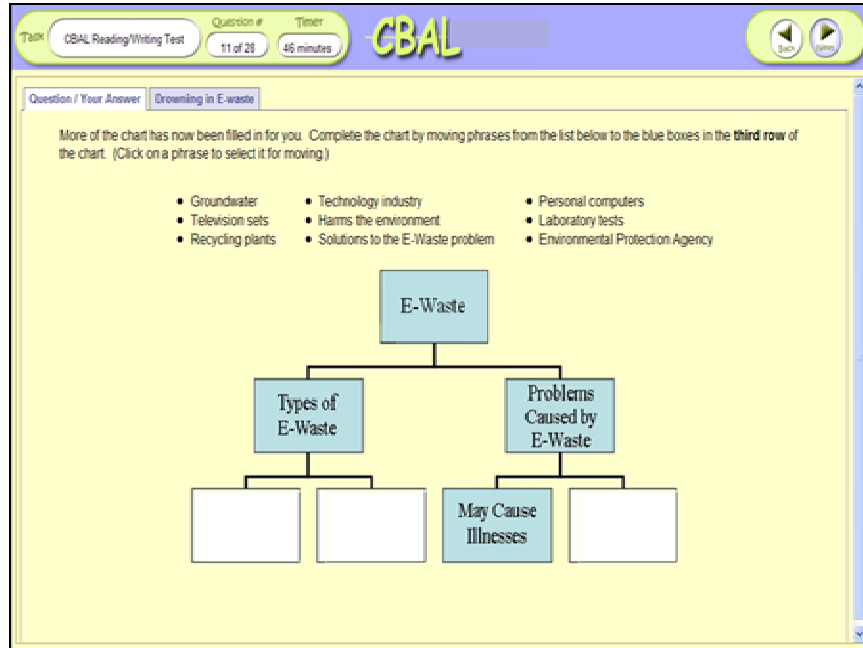 Task
CBAL Reading/Writing Test
Question #
11 of 28
Timer
46 minutes
CBAL
Back
Next
Question / Your Answer
Drowniing in E-waste
More of the chart has now been filled in for you. Complete the chart by moving phrases from the list below to the blue boxes in the third row of
the chart. (Click on a phrase to select it for moving.)
• Groundwater
• Television sets
• Recycling plants
• Technology industry
• Harms the environment
• Solutions to the E-Waste problem
• Personal computers
• Laboratory tests
• Environmental Protection Agency
E-Waste
Types of
E-Waste
Problems
Caused by
E-Waste
May Cause
Illnesses